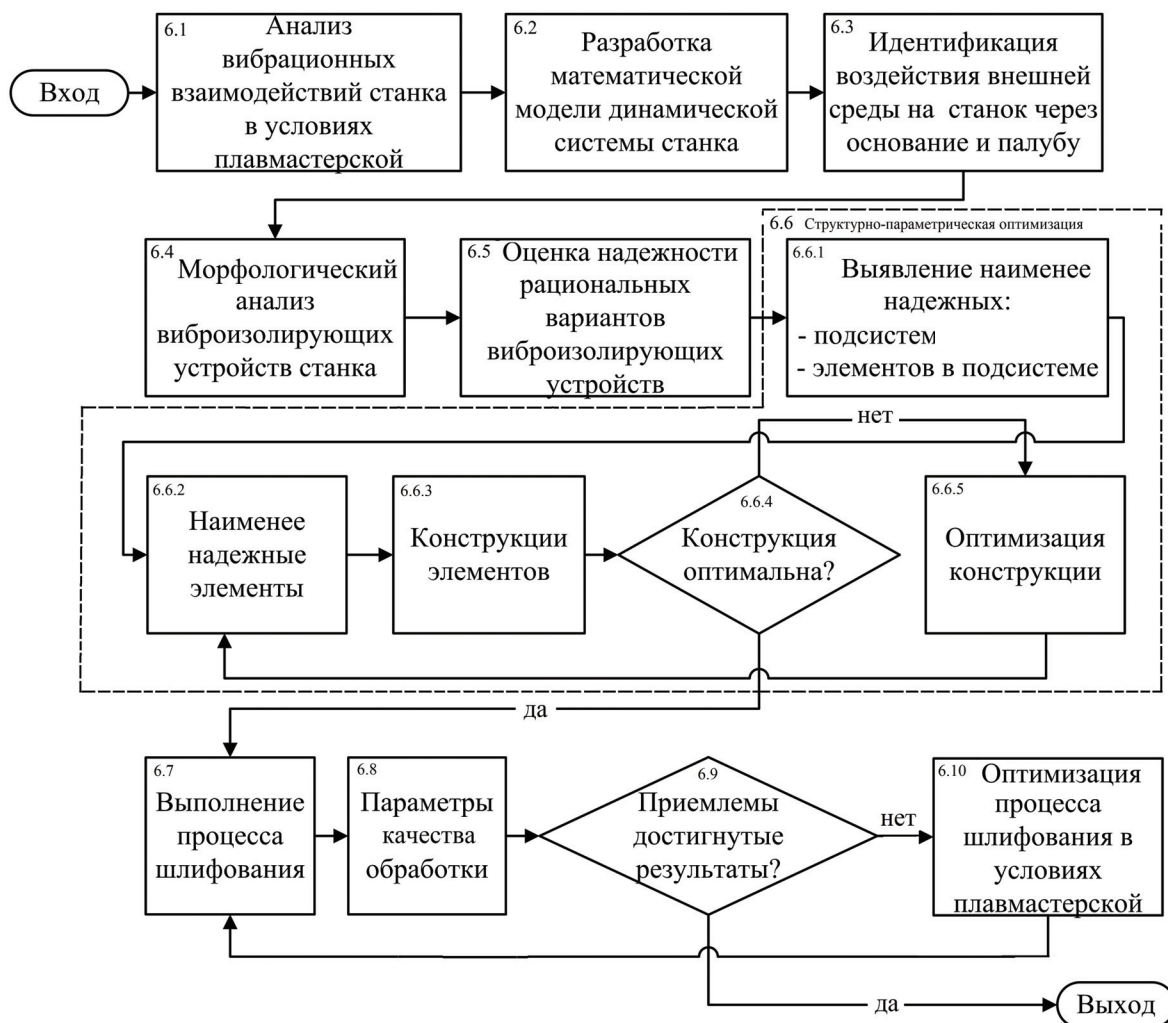 Вход
6.1
Анализ
вибрационных
взаимодействий станка
в условиях
плавмастерской
6.2
Разработка
математической
модели динамической
системы станка
6.3
Идентификация
воздействия внешней
среды на станок через
основание и палубу
6.4
Морфологический
анализ
виброизолирующих
устройств станка
6.5
Оценка надежности
рациональных
вариантов
виброизолирующих
устройств
6.6 Структурно-параметрическая оптимизация
6.6.1
Выявление наименее
надежных:
- подсистем
- элементов в подсистеме
6.6.2
Наименее
надежные
элементы
6.6.3
Конструкции
элементов
6.6.4
Конструкция
оптимальна?
нет
6.6.5
Оптимизация
конструкции
да
6.7
Выполнение
процесса
шлифования
6.8
Параметры
качества
обработки
6.9
Приемлемы
достигнутые
результаты?
нет
6.10
Оптимизация
процесса
шлифования в
условиях
плавмастерской
да
Выход